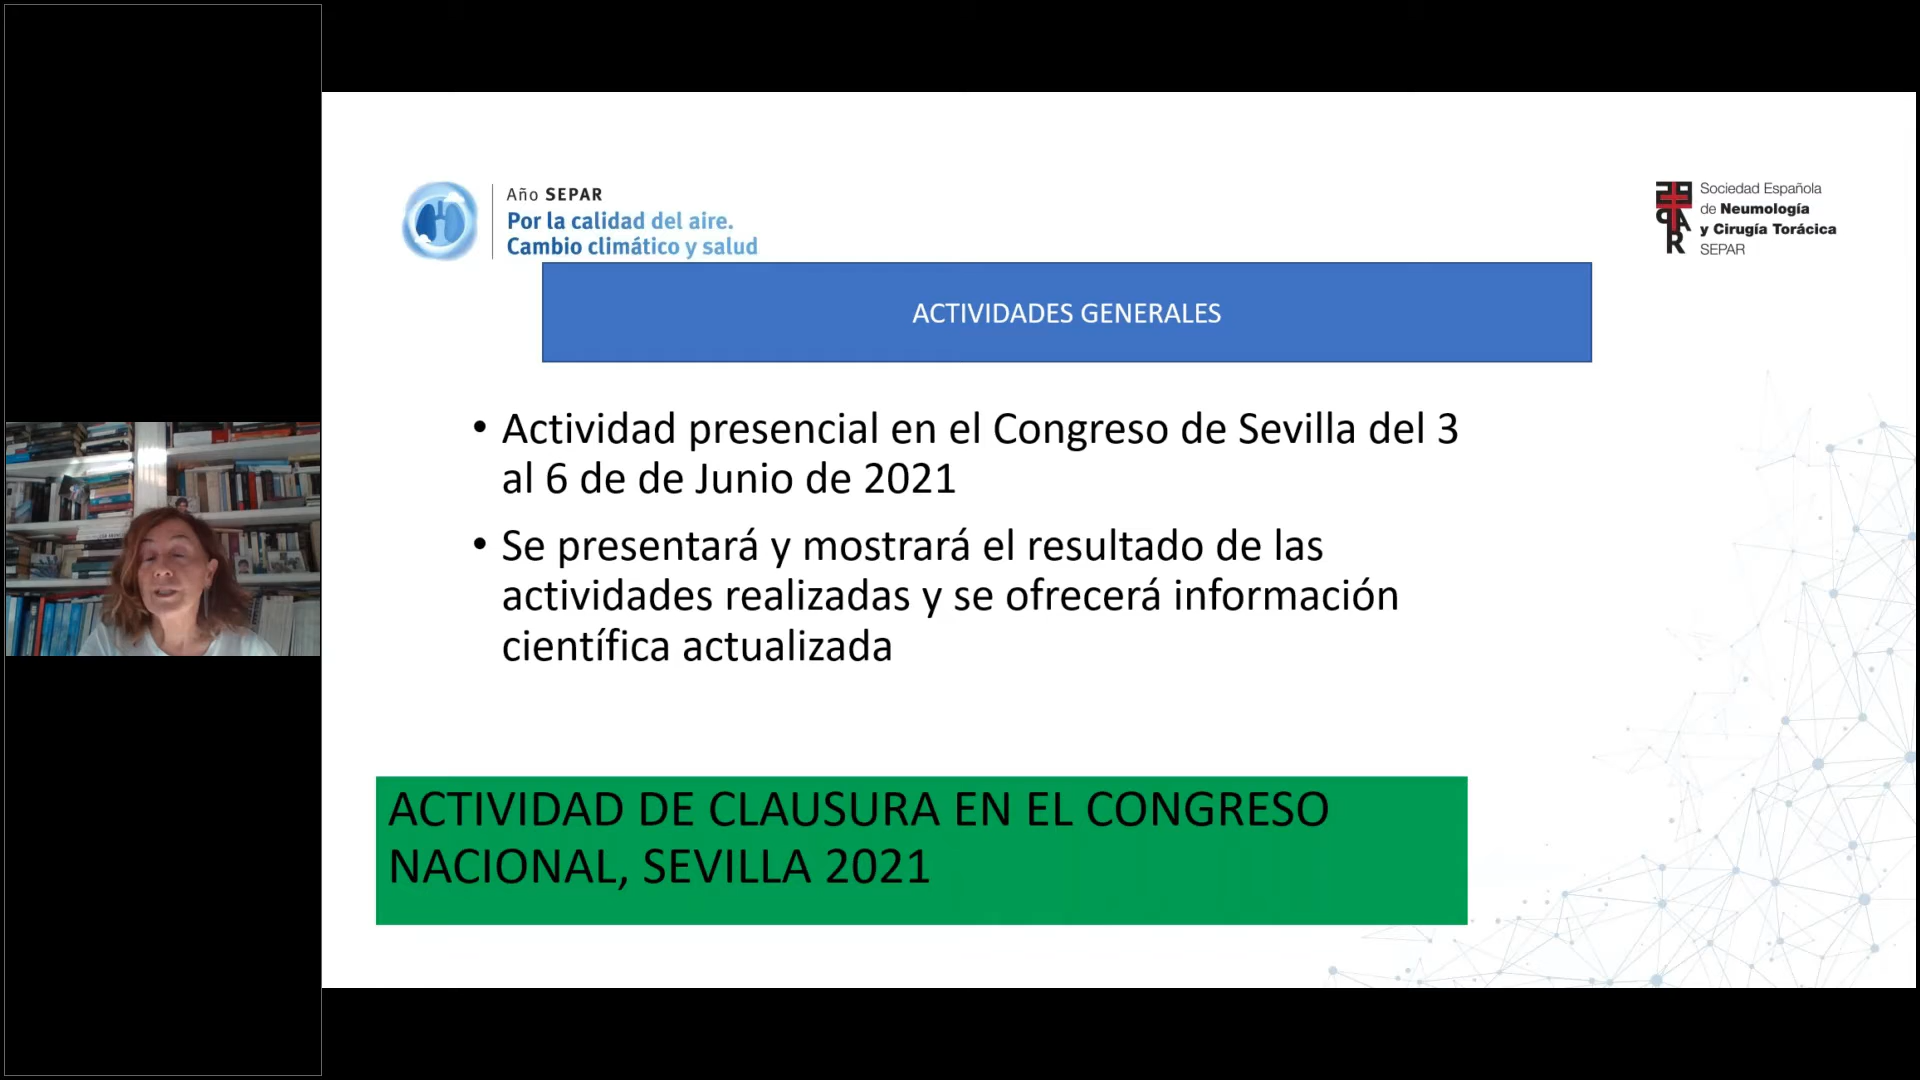 Año SEPAR
Por la calidad del aire.
Cambio climático y salud
Sociedad Española
de Neumología
y Cirugía Torácica
SEPAR
ACTIVIDADES GENERALES
• Actividad presencial en el Congreso de Sevilla del 3
al 6 de de Junio de 2021
• Se presentará y mostrará el resultado de las
actividades realizadas y se ofrecerá información
científica actualizada
ACTIVIDAD DE CLAUSURA EN EL CONGRESO
NACIONAL, SEVILLA 2021